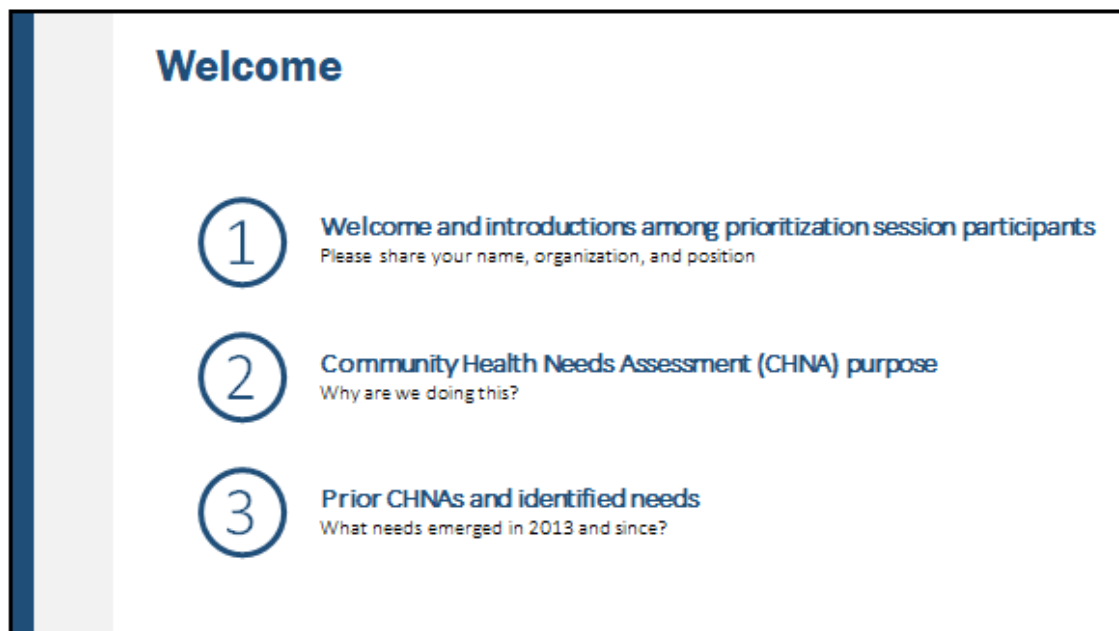 Welcome
1
Welcome and introductions among prioritization session participants
Please share your name, organization, and position
2
Community Health Needs Assessment (CHNA) purpose
Why are we doing this?
3
Prior CHNAs and identified needs
What needs emerged in 2013 and since?